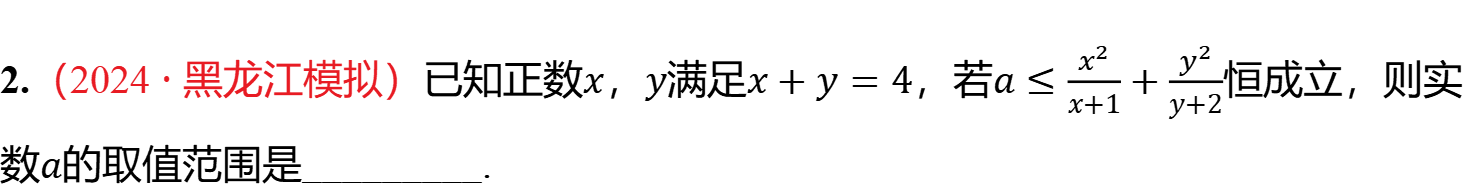 2.（2024 · 黑龙江模拟）已知正数x，y满足x + y = 4，若a ≤ x²/(x+1) + y²/(y+2)恒成立，则实
数a的取值范围是_________.